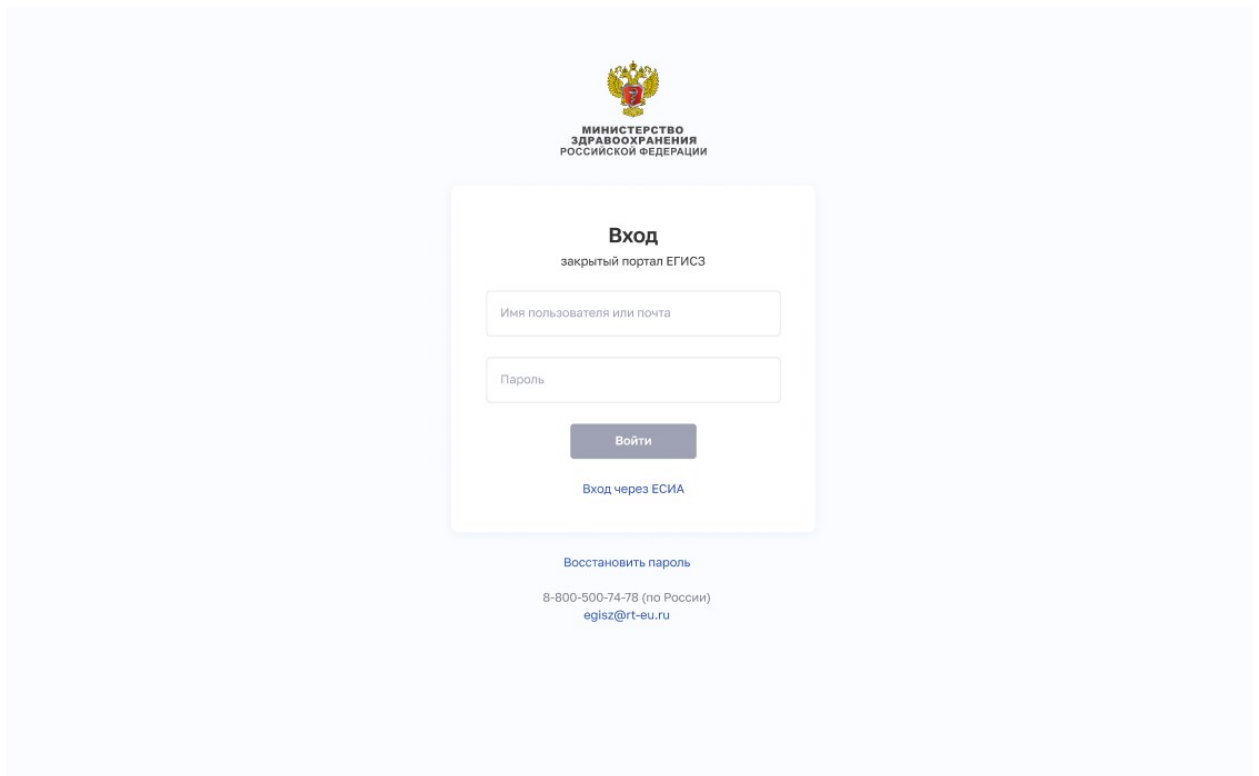 МИНИСТЕРСТВО
ЗДРАВООХРАНЕНИЯ
РОССИЙСКОЙ ФЕДЕРАЦИИ
Вход
закрытый портал ЕГИСЗ
Имя пользователя или почта
Пароль
Войти
Вход через ЕСИА
Восстановить пароль
8-800-500-74-78 (по России)
egisz@rt-eu.ru